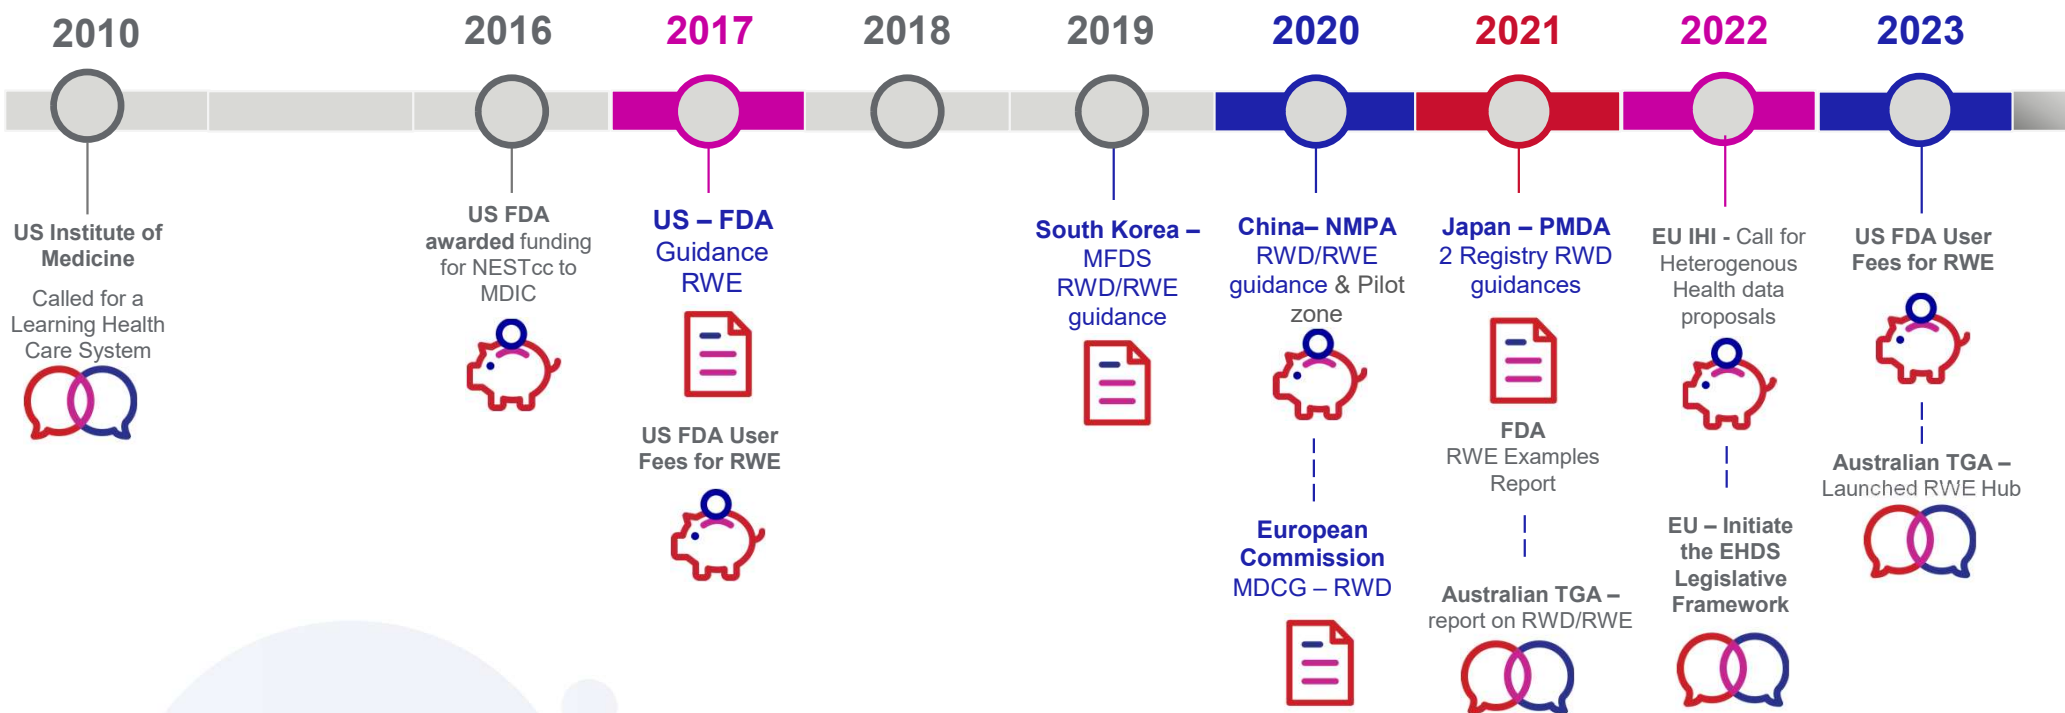 2010
2016
2017
2018
2019
2020
2021
2022
2023
US Institute of
Medicine
Called for a
Learning Health
Care System
US FDA
awarded funding
for NESTcc to
MDIC
US – FDA
Guidance
RWE
US FDA User
Fees for RWE
South Korea –
MFDS
RWD/RWE
guidance
China– NMPA
RWD/RWE
guidance & Pilot
zone
European
Commission
MDCG – RWD
Japan – PMDA
2 Registry RWD
guidances
FDA
RWE Examples
Report
Australian TGA –
report on RWD/RWE
EU IHI - Call for
Heterogenous
Health data
proposals
EU – Initiate
the EHDS
Legislative
Framework
US FDA User
Fees for RWE
Australian TGA –
Launched RWE Hub